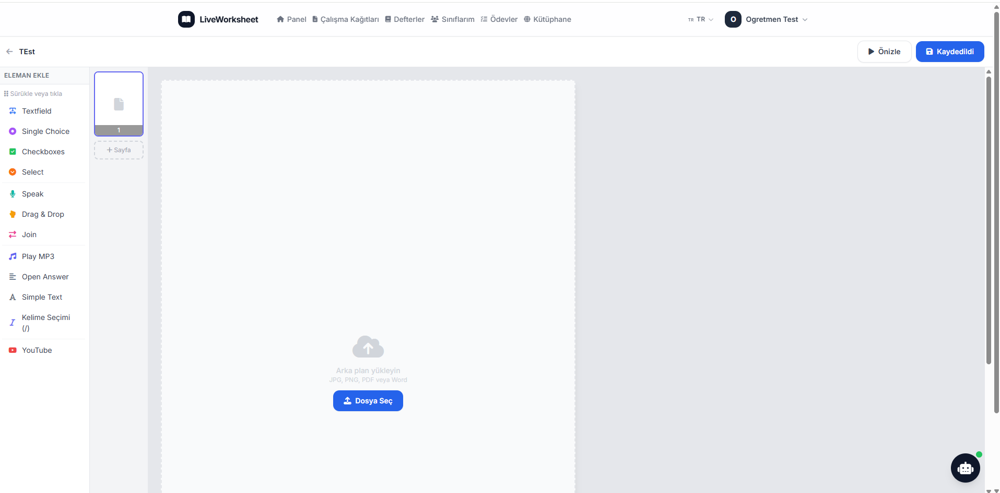 LiveWorksheet
Panel
Çalışma Kağıtları
Defterler
Sınıflarım
Ödevler
Kütüphane
TR TR
O Ogretmen Test
TEst
Önizle
Kaydedildi
ELEMAN EKLE
Sürükle veya tıkla
Textfield
Single Choice
Checkboxes
Select
Speak
Drag & Drop
Join
Play MP3
Open Answer
Simple Text
Kelime Seçimi
(/)
YouTube
1
+ Sayfa
Arka plan yükleyin
JPG, PNG, PDF veya Word
Dosya Seç